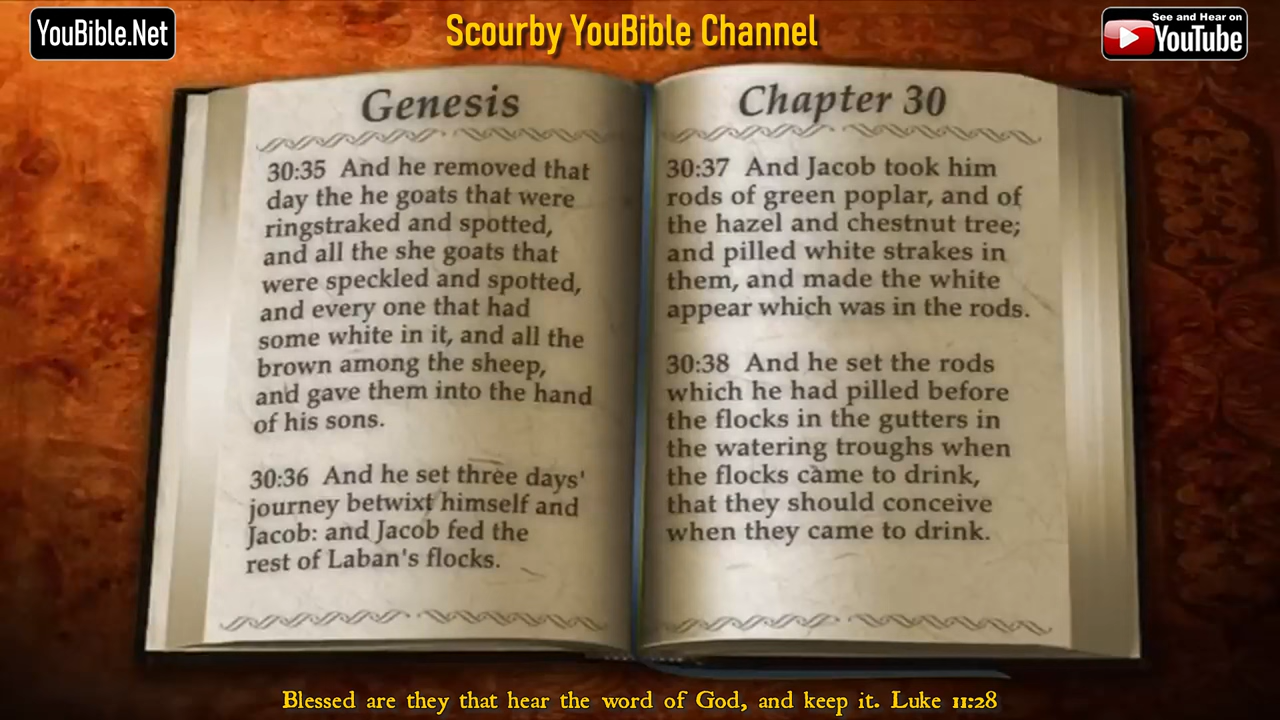 YouBible.Net
Scourby YouBible Channel
See and Hear on
YouTube
Genesis
30:35 And he removed that
day the he goats that were
ringstraked and spotted,
and all the she goats that
were speckled and spotted,
and every one that had
some white in it, and all the
brown among the sheep,
and gave them into the hand
of his sons.
30:36 And he set three days'
journey betwixt himself and
Jacob: and Jacob fed the
rest of Laban's flocks.
Chapter 30
30:37 And Jacob took him
rods of green poplar, and of
the hazel and chestnut tree;
and pilled white strakes in
them, and made the white
appear which was in the rods.
30:38 And he set the rods
which he had pilled before
the flocks in the gutters in
the watering troughs when
the flocks came to drink,
that they should conceive
when they came to drink.
Blessed are they that hear the word of God, and keep it. Luke 11:28